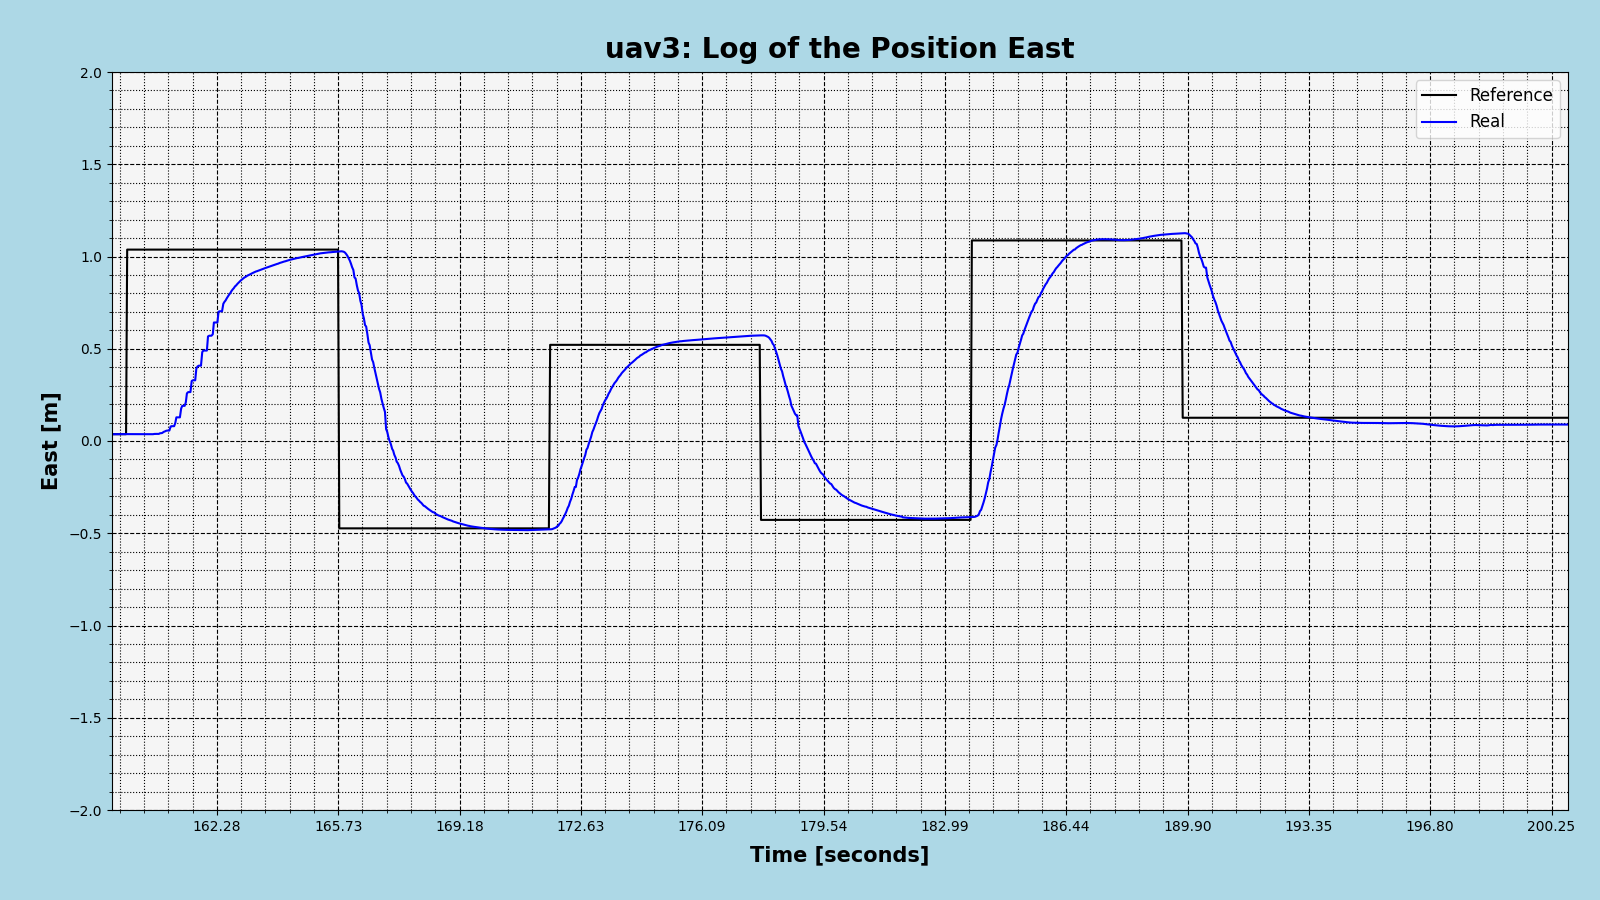 uav3: Log of the Position East
Reference
Real
East [m]
2.0
1.5
1.0
0.5
0.0
−0.5
−1.0
−1.5
−2.0
162.28 165.73 169.18 172.63 176.09 179.54 182.99 186.44 189.90 193.35 196.80 200.25
Time [seconds]